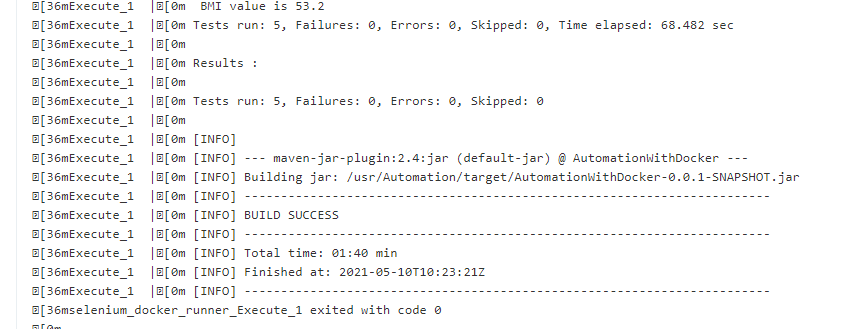 [36mExecute_1  |[0m  BMI value is 53.2
[36mExecute_1  |[0m Tests run: 5, Failures: 0, Errors: 0, Skipped: 0, Time elapsed: 68.482 sec
[36mExecute_1  |[0m
[36mExecute_1  |[0m Results :
[36mExecute_1  |[0m
[36mExecute_1  |[0m Tests run: 5, Failures: 0, Errors: 0, Skipped: 0
[36mExecute_1  |[0m
[36mExecute_1  |[0m [INFO]
[36mExecute_1  |[0m [INFO] --- maven-jar-plugin:2.4:jar (default-jar) @ AutomationWithDocker ---
[36mExecute_1  |[0m [INFO] Building jar: /usr/Automation/target/AutomationWithDocker-0.0.1-SNAPSHOT.jar
[36mExecute_1  |[0m [INFO] ------------------------------------------------------------------------
[36mExecute_1  |[0m [INFO] BUILD SUCCESS
[36mExecute_1  |[0m [INFO] ------------------------------------------------------------------------
[36mExecute_1  |[0m [INFO] Total time: 01:40 min
[36mExecute_1  |[0m [INFO] Finished at: 2021-05-10T10:23:21Z
[36mExecute_1  |[0m [INFO] ------------------------------------------------------------------------
[36mselenium_docker_runner_Execute_1 exited with code 0
[0m